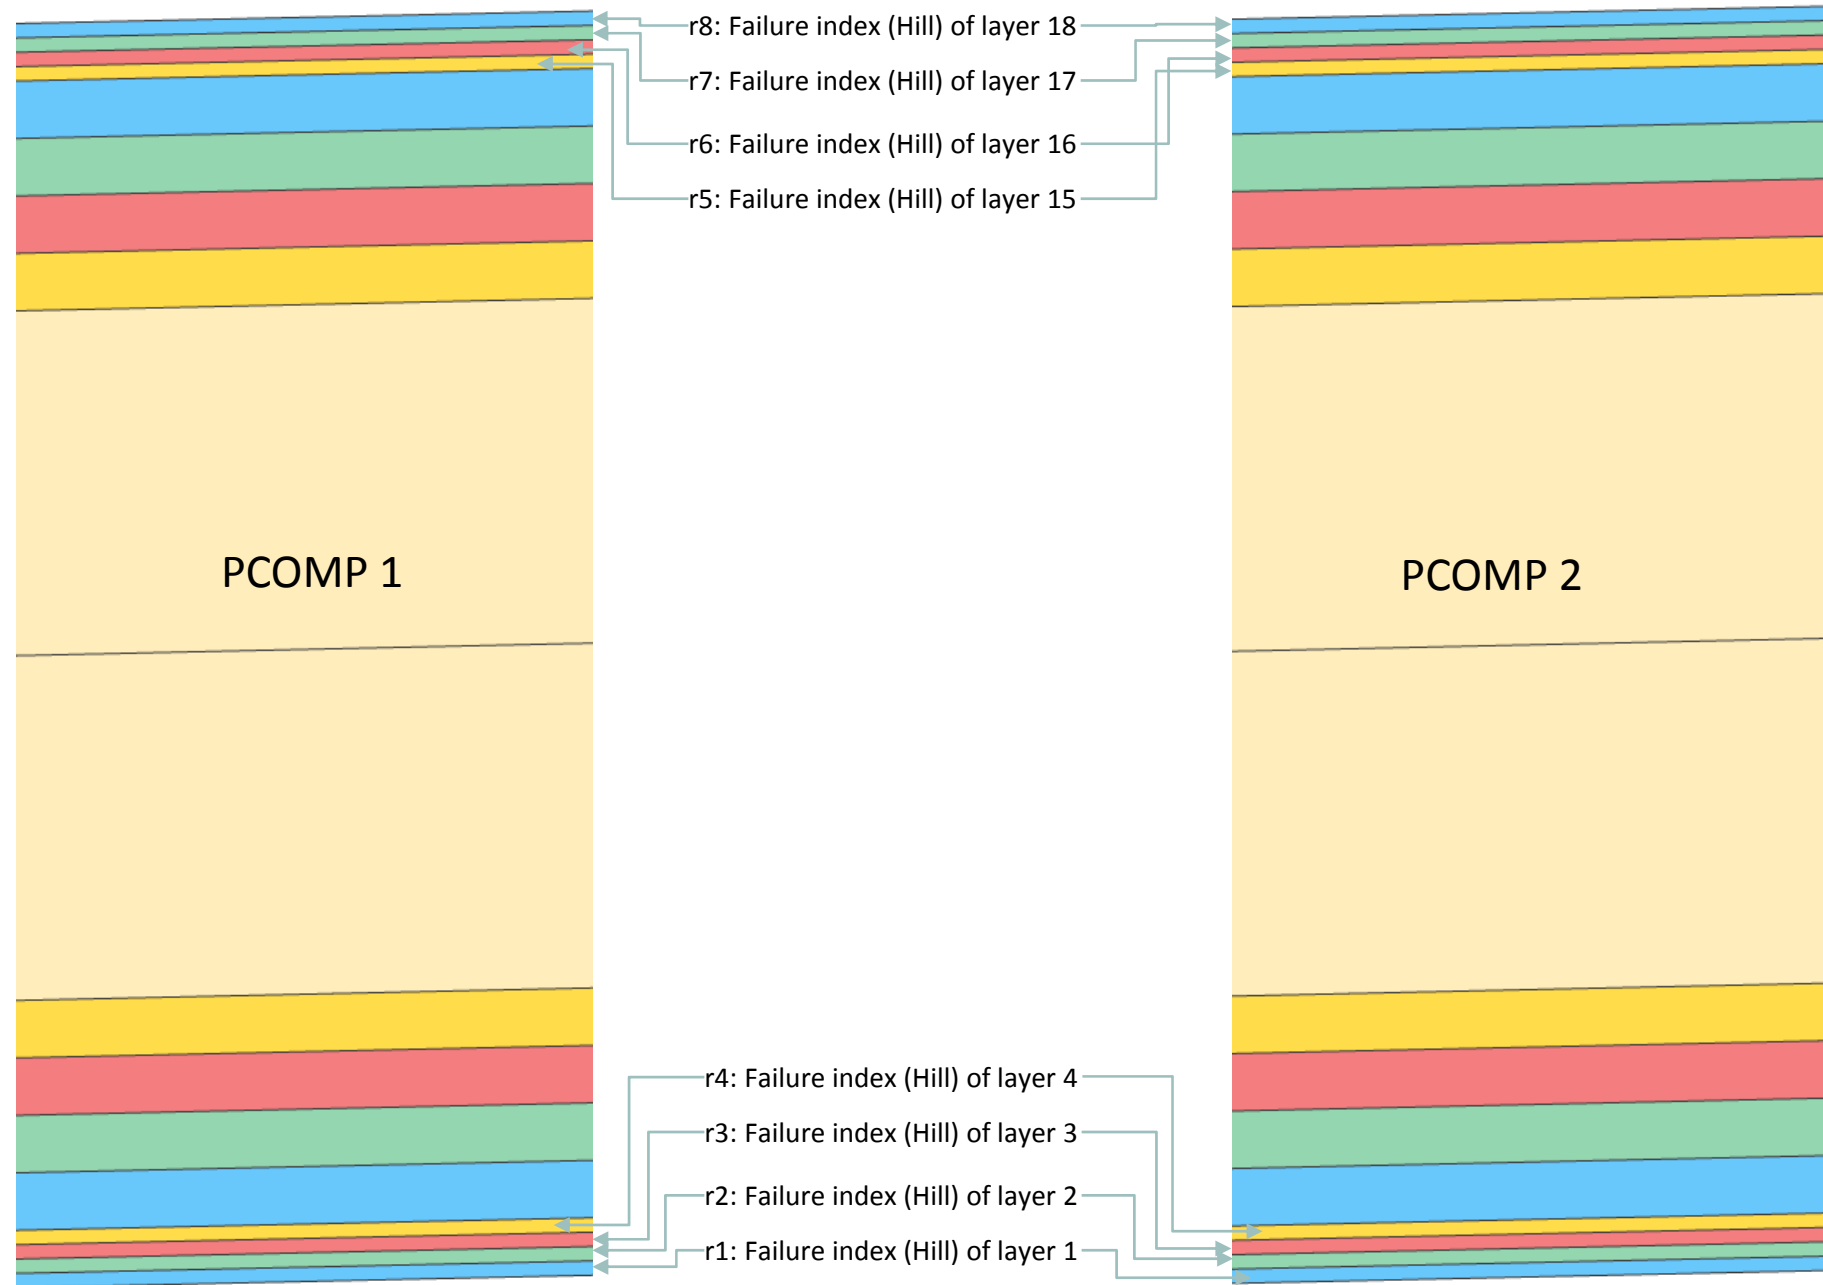 r8: Failure index (Hill) of layer 18
r7: Failure index (Hill) of layer 17
r6: Failure index (Hill) of layer 16
r5: Failure index (Hill) of layer 15
PCOMP 1
PCOMP 2
r4: Failure index (Hill) of layer 4
r3: Failure index (Hill) of layer 3
r2: Failure index (Hill) of layer 2
r1: Failure index (Hill) of layer 1